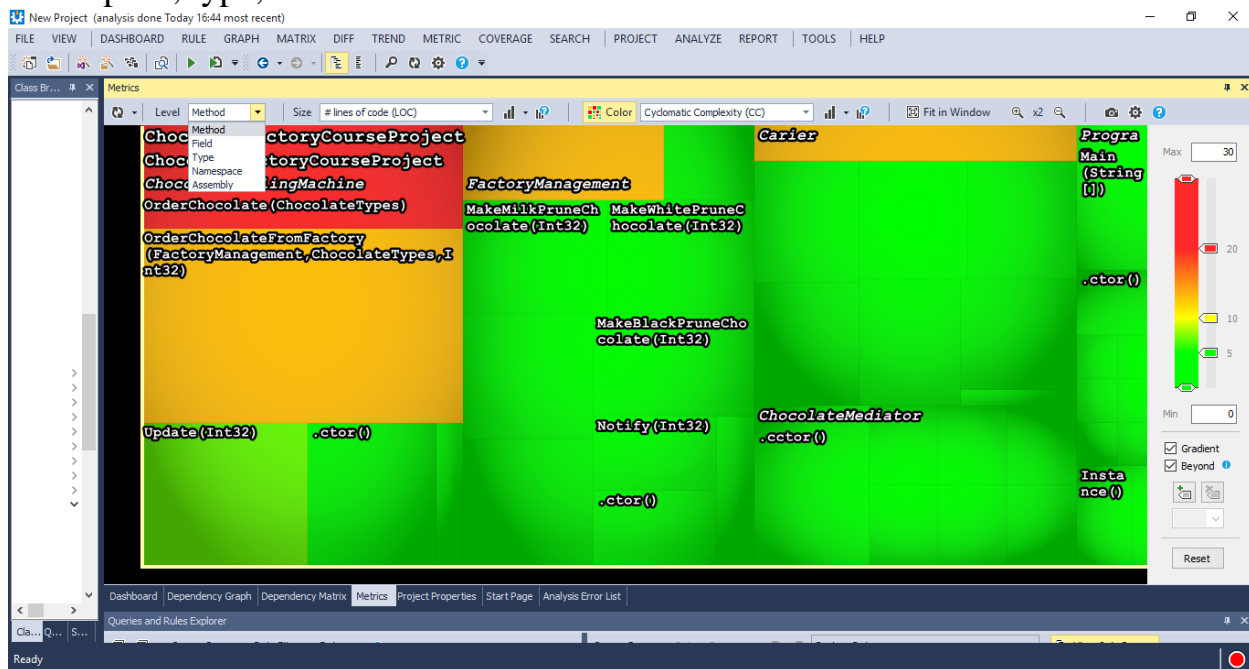 New Project (analysis done Today 16:44 most recent)
FILE VIEW DASHBOARD RULE GRAPH MATRIX DIFF TREND METRIC COVERAGE SEARCH PROJECT ANALYZE REPORT TOOLS HELP
Class Br...
Metrics
Level Method Size # lines of code (LOC) Color Cyclomatic Complexity (CC) Fit in Window x2
Method
Field
Type
Namespace
Assembly
ctoryCourseProject
toryCourseProject
lingMachine
OrderChocolate(ChocolateTypes)
OrderChocolateFromFactory
(FactoryManagement,ChocolateTypes,I
nt32)
Update(Int32)
.ctor()
FactoryManagement
MakeMilkPruneCh
ocolate(Int32)
MakeWhitePruneC
hocolate(Int32)
MakeBlackPruneCho
colate(Int32)
Notify(Int32)
.ctor()
Carier
ChocolateMediator
.cctor()
Progra
Main
(String
[])
.ctor()
Insta
nce()
Max 30
20
10
5
Min 0
Gradient
Beyond
Reset
Dashboard Dependency Graph Dependency Matrix Metrics Project Properties Start Page Analysis Error List
Queries and Rules Explorer
Cla... Q... S...
Ready